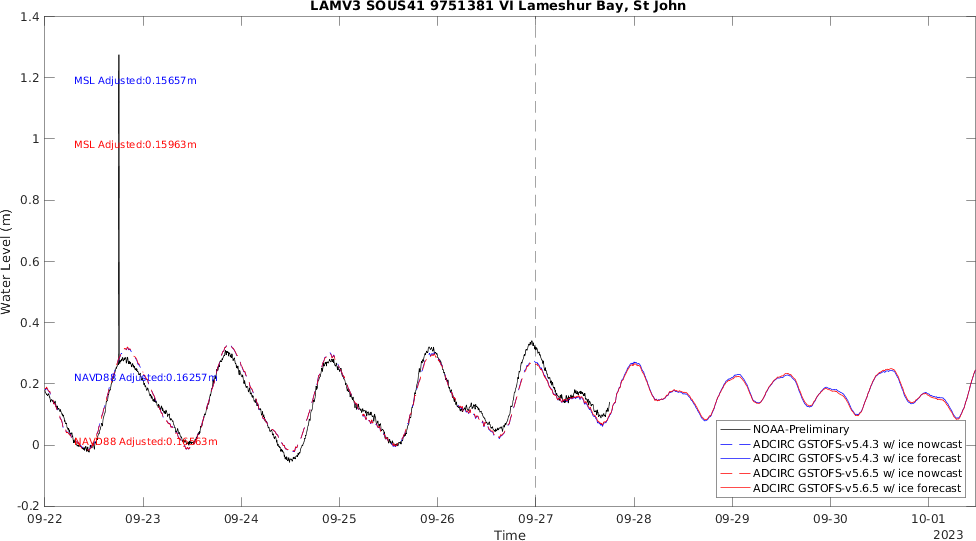 LAMV3 SOUS41 9751381 VI Lameshur Bay, St John
1.4
1.2
1
0.8
0.6
0.4
0.2
0
-0.2
Water Level (m)
MSL Adjusted:0.15657m
MSL Adjusted:0.15963m
NAVD88 Adjusted:0.16257m
NAVD88 Adjusted:0.16563m
NOAA-Preliminary
ADCIRC GSTOFS-v5.4.3 w/ ice nowcast
ADCIRC GSTOFS-v5.4.3 w/ ice forecast
ADCIRC GSTOFS-v5.6.5 w/ ice nowcast
ADCIRC GSTOFS-v5.6.5 w/ ice forecast
09-22 09-23 09-24 09-25 09-26 09-27 09-28 09-29 09-30 10-01
Time
2023